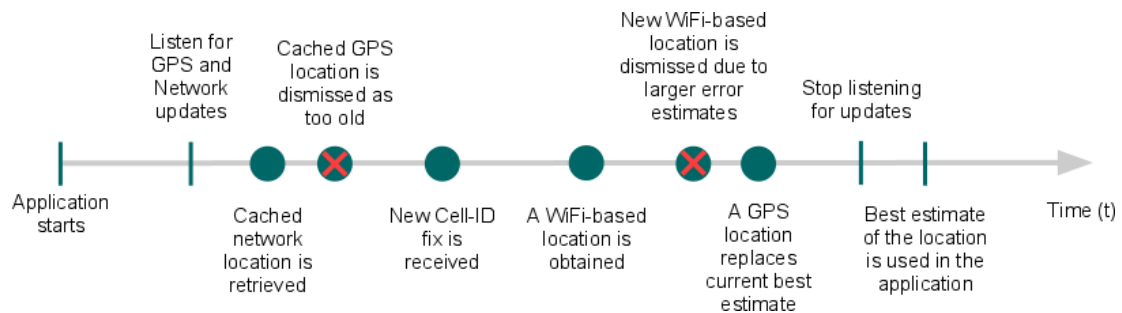 Application
starts
Listen for
GPS and
Network
updates
Cached
network
location is
retrieved
Cached GPS
location is
dismissed as
too old
New Cell-ID
fix is
received
A WiFi-based
location is
obtained
New WiFi-based
location is
dismissed due to
larger error
estimates
A GPS
location
replaces
current best
estimate
Stop listening
for updates
Best estimate
of the location
is used in the
application
Time (t)